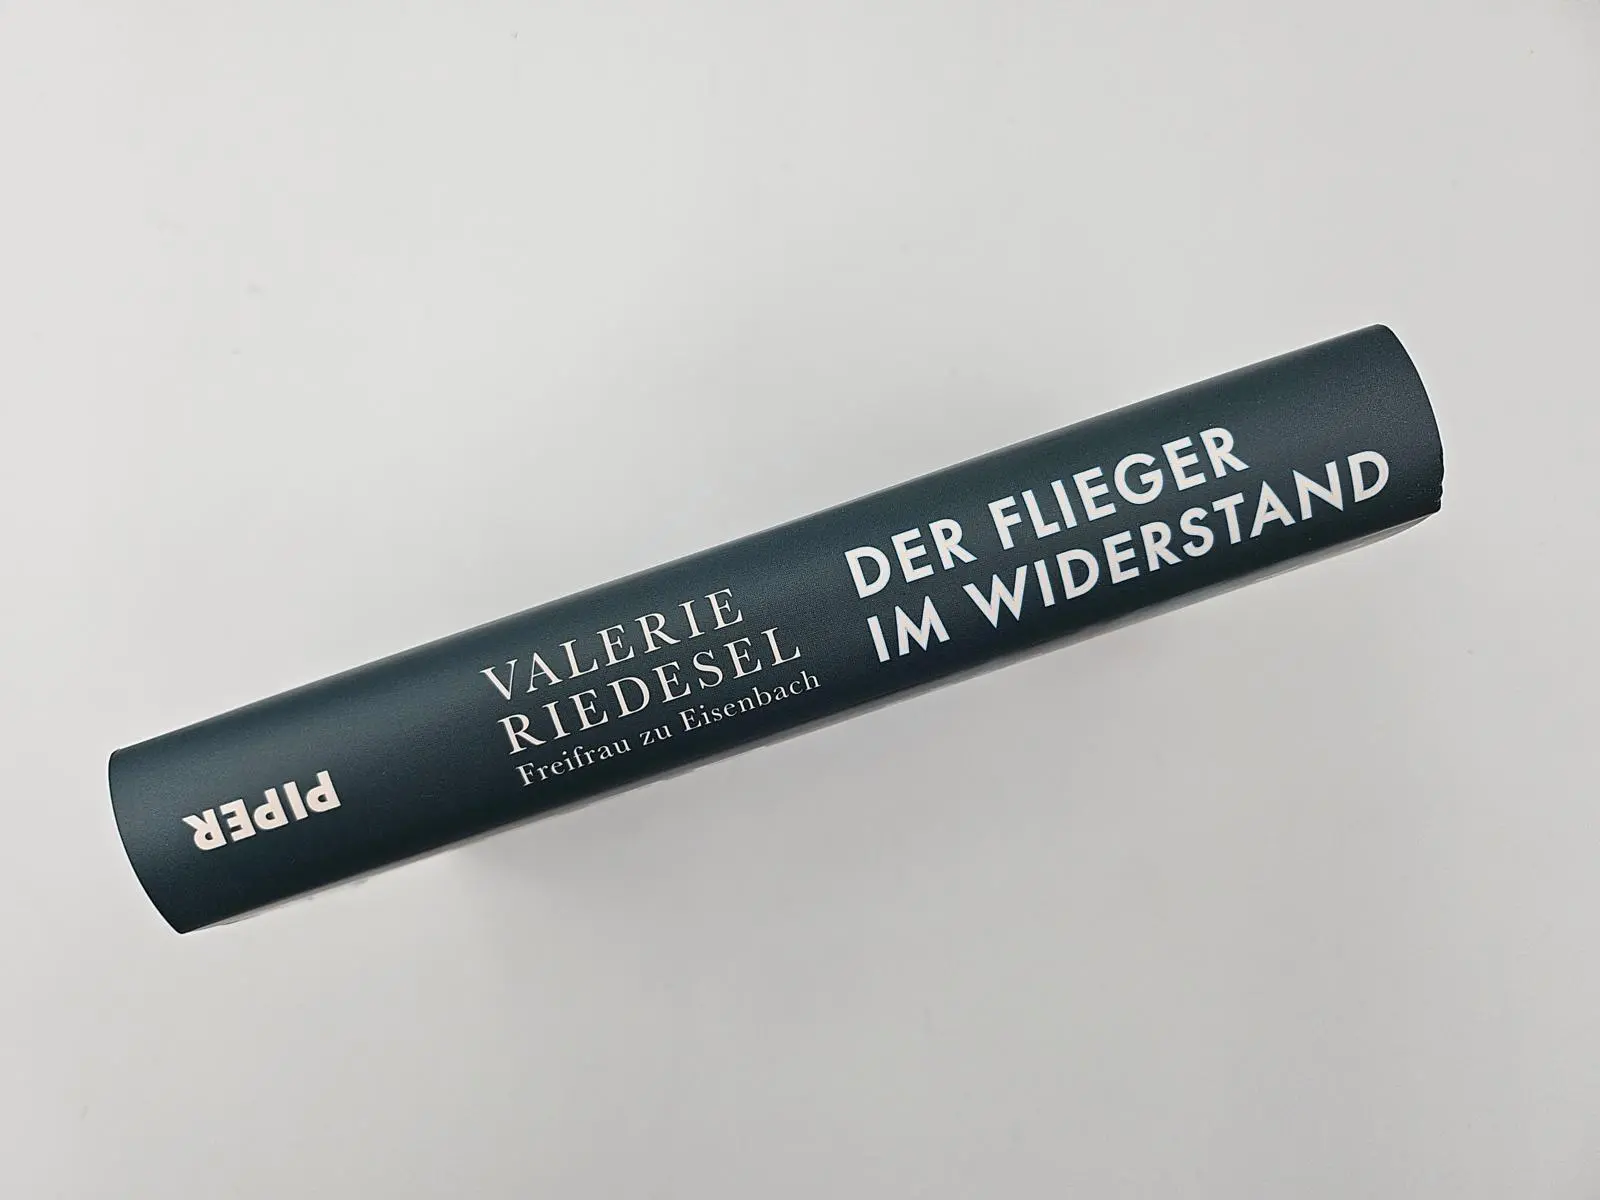 VALERIE
RIEDESEL
Freifrau zu Eisenbach
DER FLIEGER
IM WIDERSTAND
PIPER